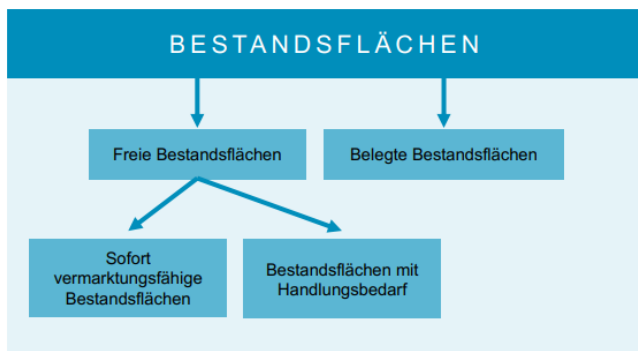 BESTANDSFLÄCHEN
Freie Bestandsflächen
Belegte Bestandsflächen
Sofort
vermarktungsfähige
Bestandsflächen
Bestandsflächen mit
Handlungsbedarf